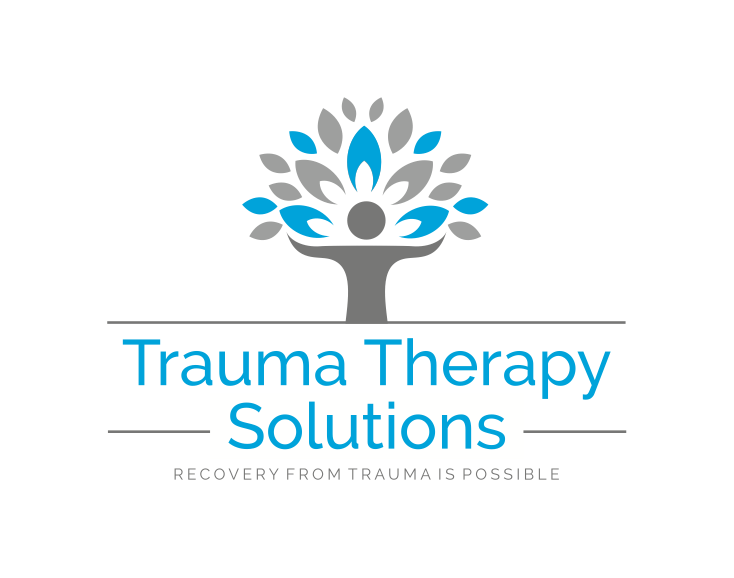 Trauma Therapy
Solutions
RECOVERY FROM TRAUMA IS POSSIBLE